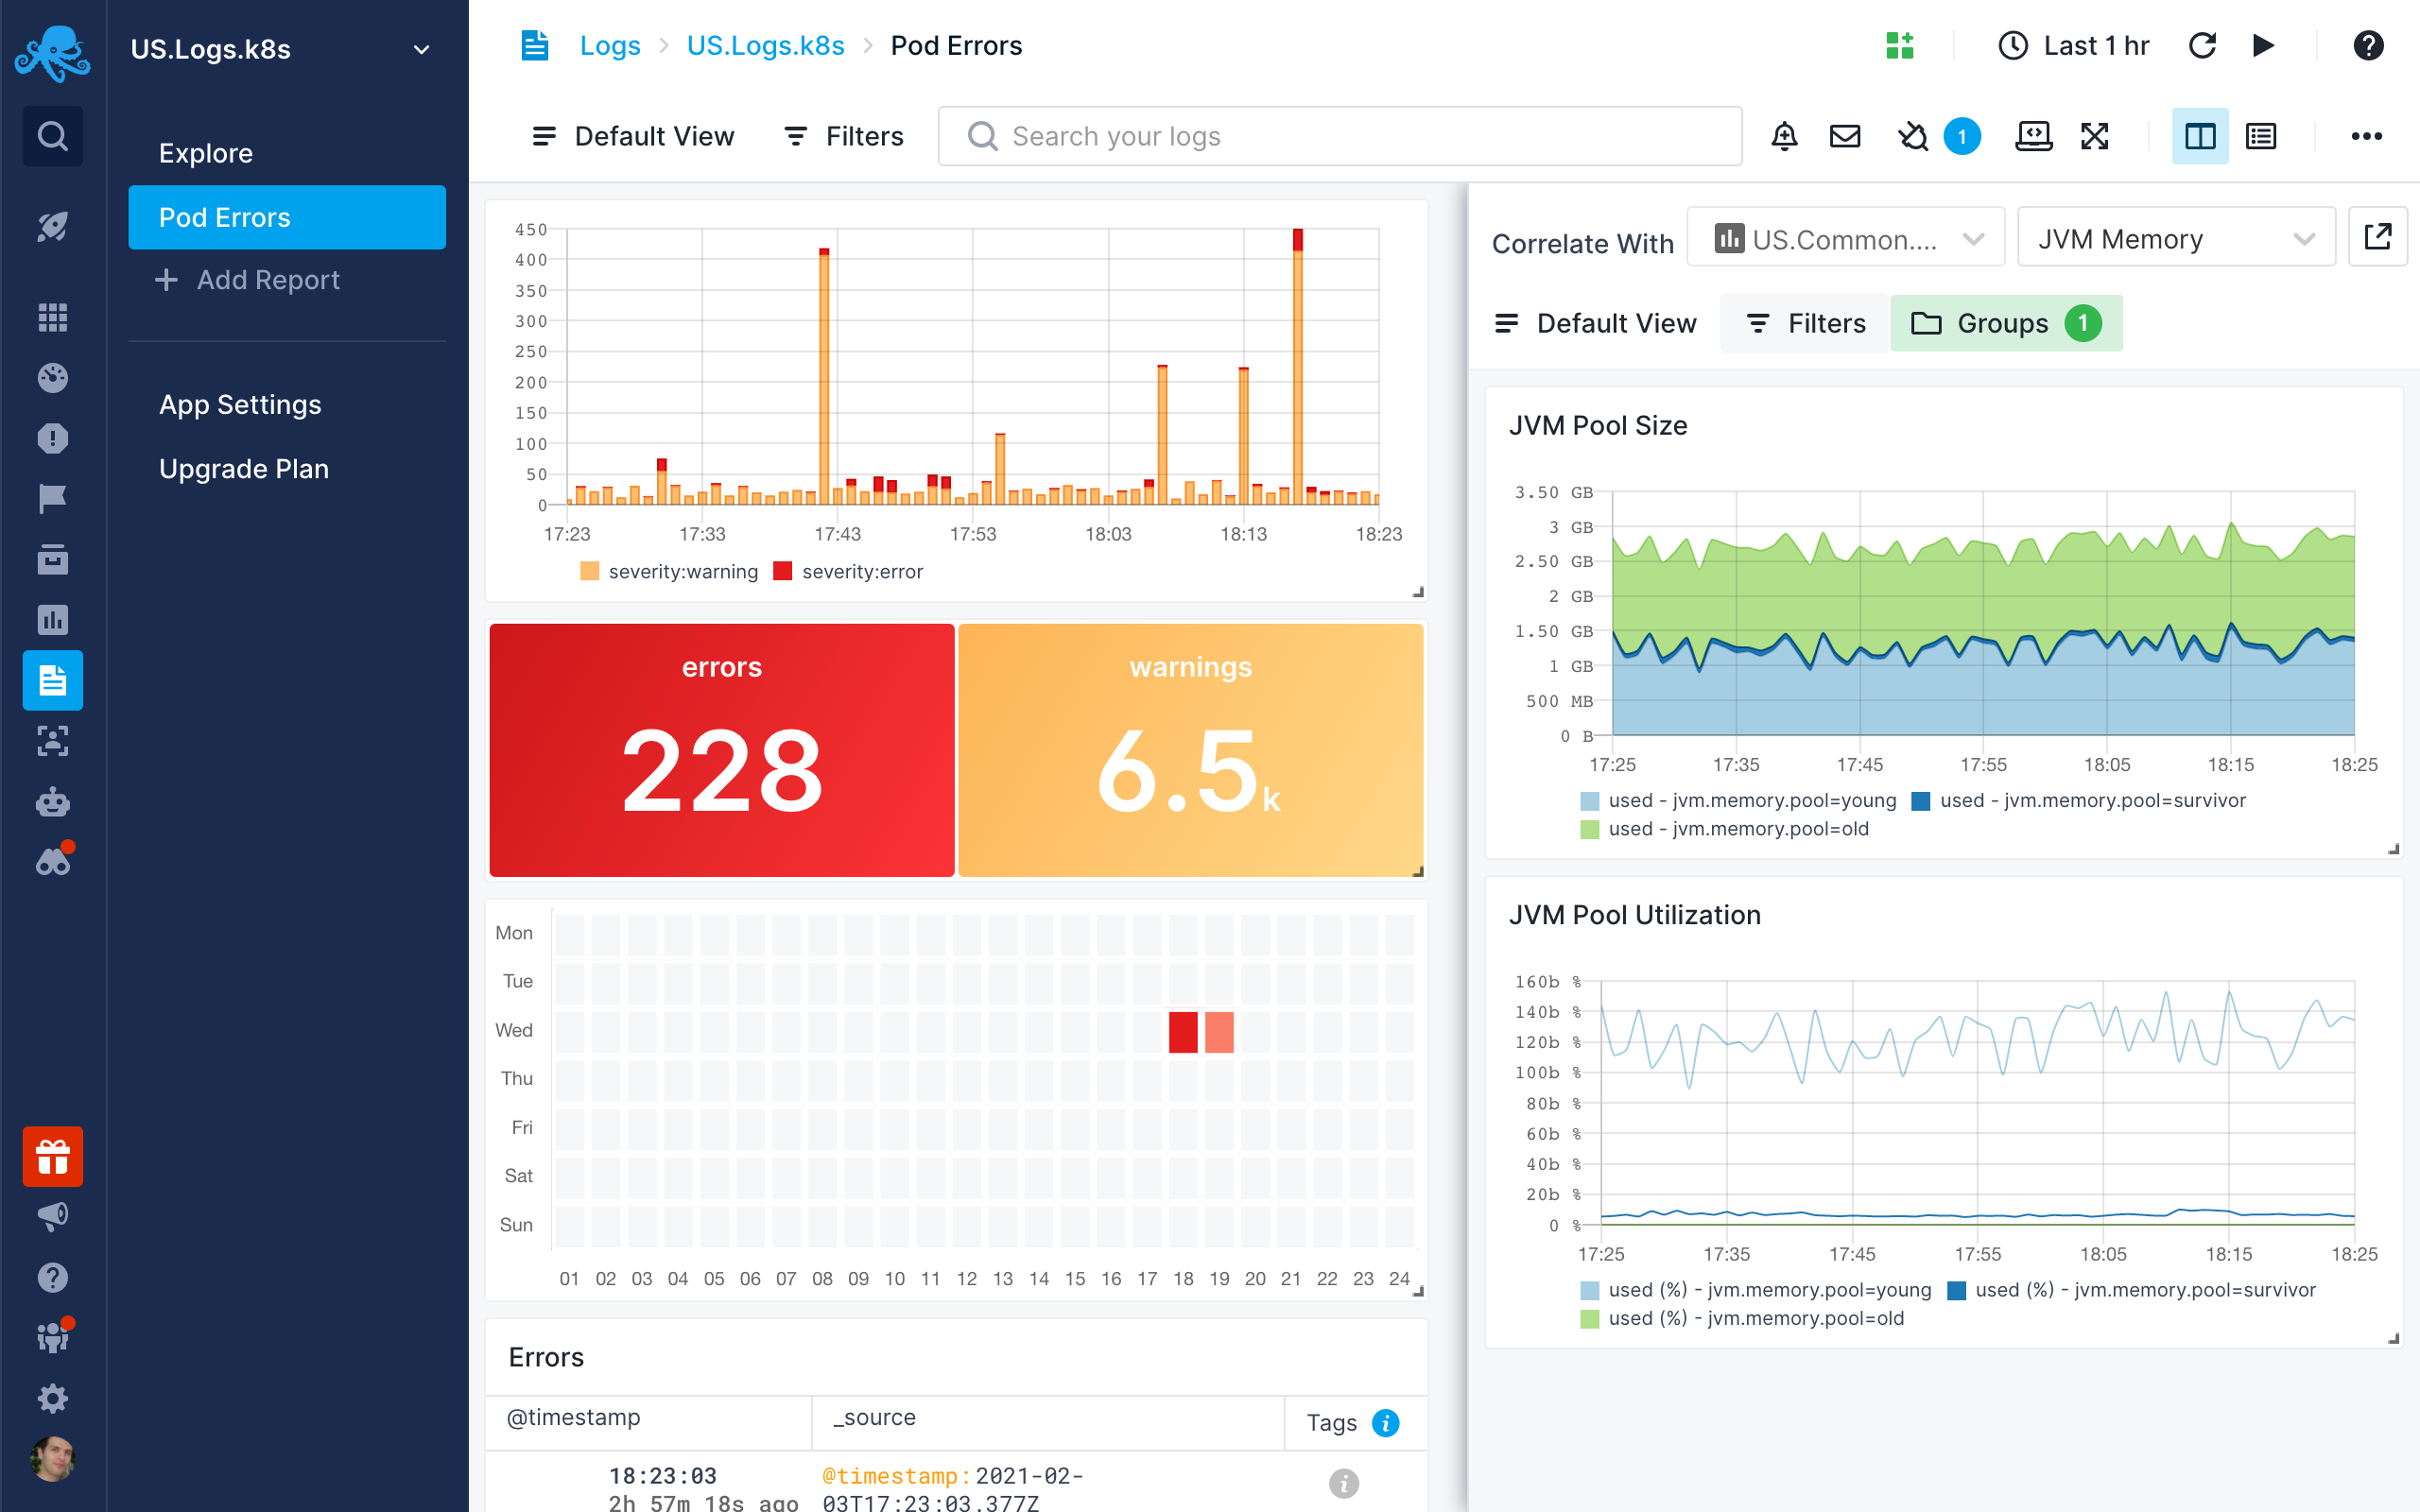 US.Logs.k8s
Explore
Pod Errors
Add Report
App Settings
Upgrade Plan
Logs US.Logs.k8s Pod Errors
Last 1 hr
Default View Filters Search your logs 1
450
400
350
300
250
200
150
100
50
0
17:23 17:33 17:43 17:53 18:03 18:13 18:23
severity:warning severity:error
errors warnings
228 6.5k
Mon
Tue
Wed
Thu
Fri
Sat
Sun
01 02 03 04 05 06 07 08 09 10 11 12 13 14 15 16 17 18 19 20 21 22 23 24
Errors
@timestamp _source Tags
18:23:03 @timestamp: 2021-02-
2h 57m 18s ago 03T17:23:03.377Z
Correlate With US.Common.... JVM Memory
Default View Filters Groups 1
JVM Pool Size
3.50 GB
3 GB
2.50 GB
2 GB
1.50 GB
1 GB
500 MB
0 B
17:25 17:35 17:45 17:55 18:05 18:15 18:25
used - jvm.memory.pool=young used - jvm.memory.pool=survivor
used - jvm.memory.pool=old
JVM Pool Utilization
160b %
140b %
120b %
100b %
80b %
60b %
40b %
20b %
0 %
17:25 17:35 17:45 17:55 18:05 18:15 18:25
used (%) - jvm.memory.pool=young used (%) - jvm.memory.pool=survivor
used (%) - jvm.memory.pool=old